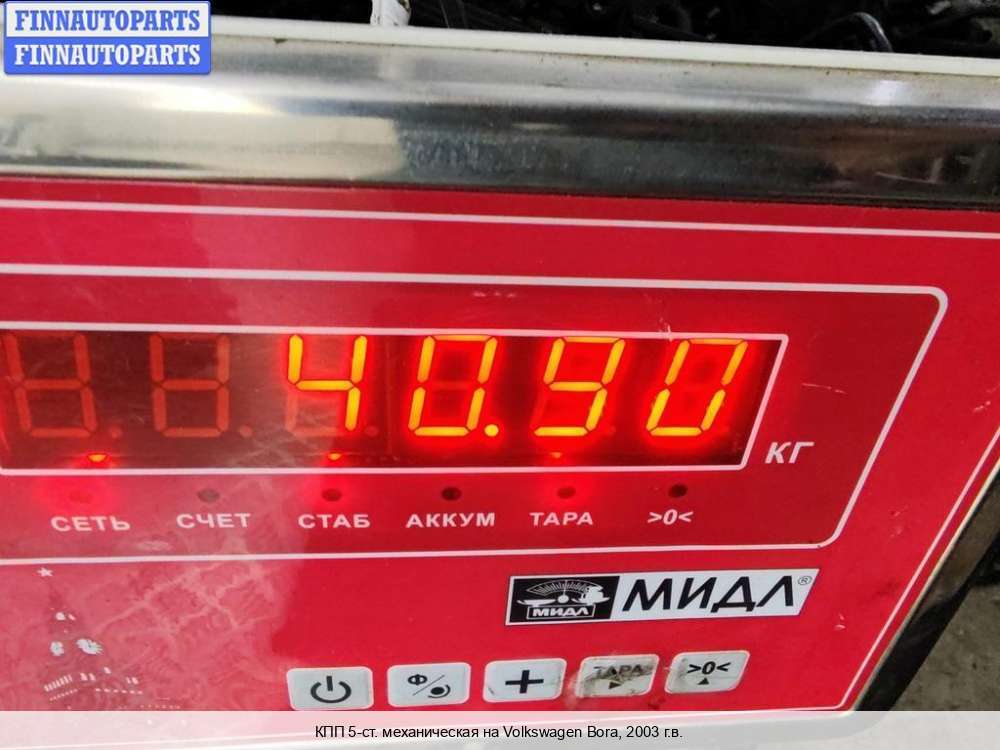 FINNAUTOPARTS
FINNAUTOPARTS
40.90
КГ
СЕТЬ СЧЕТ СТАБ АККУМ ТАРА >0<
МИДЛ МИДЛ®
Ф + ТАРА >0<
КПП 5-ст. механическая на Volkswagen Bora, 2003 г.в.